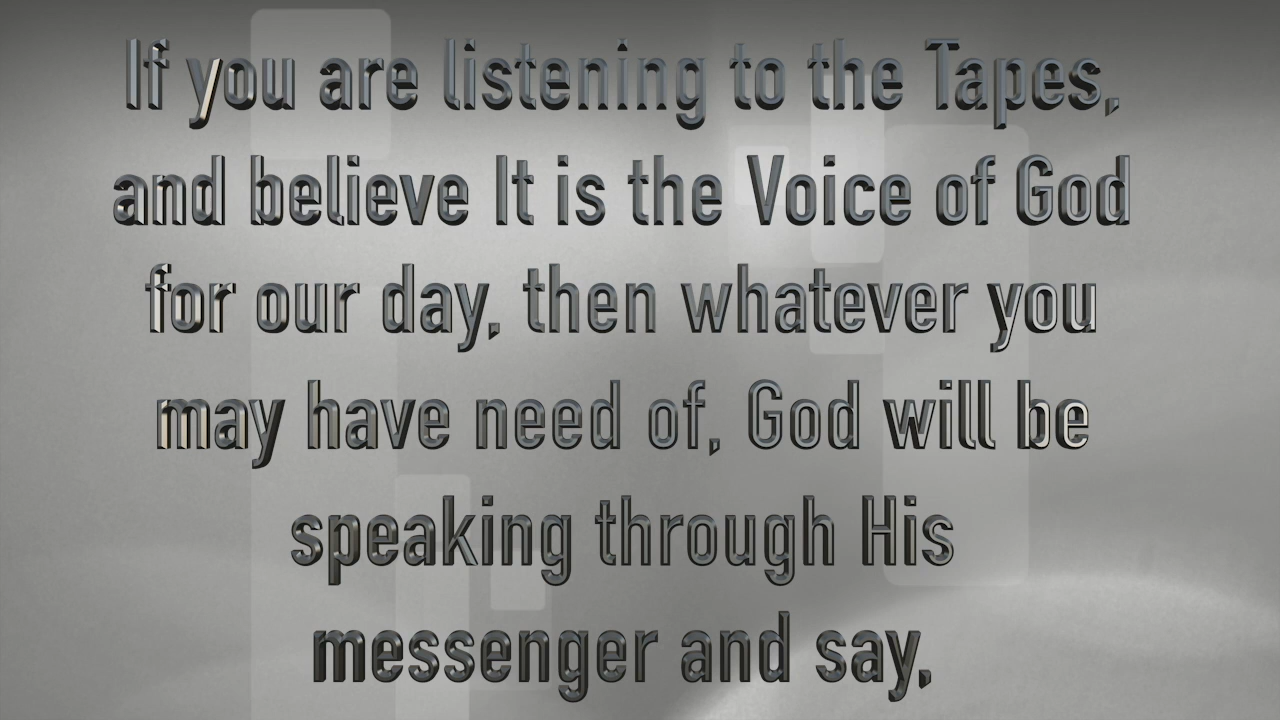 If you are listening to the Tapes,
and believe It is the Voice of God
for our day, then whatever you
may have need of, God will be
speaking through His
messenger and say,